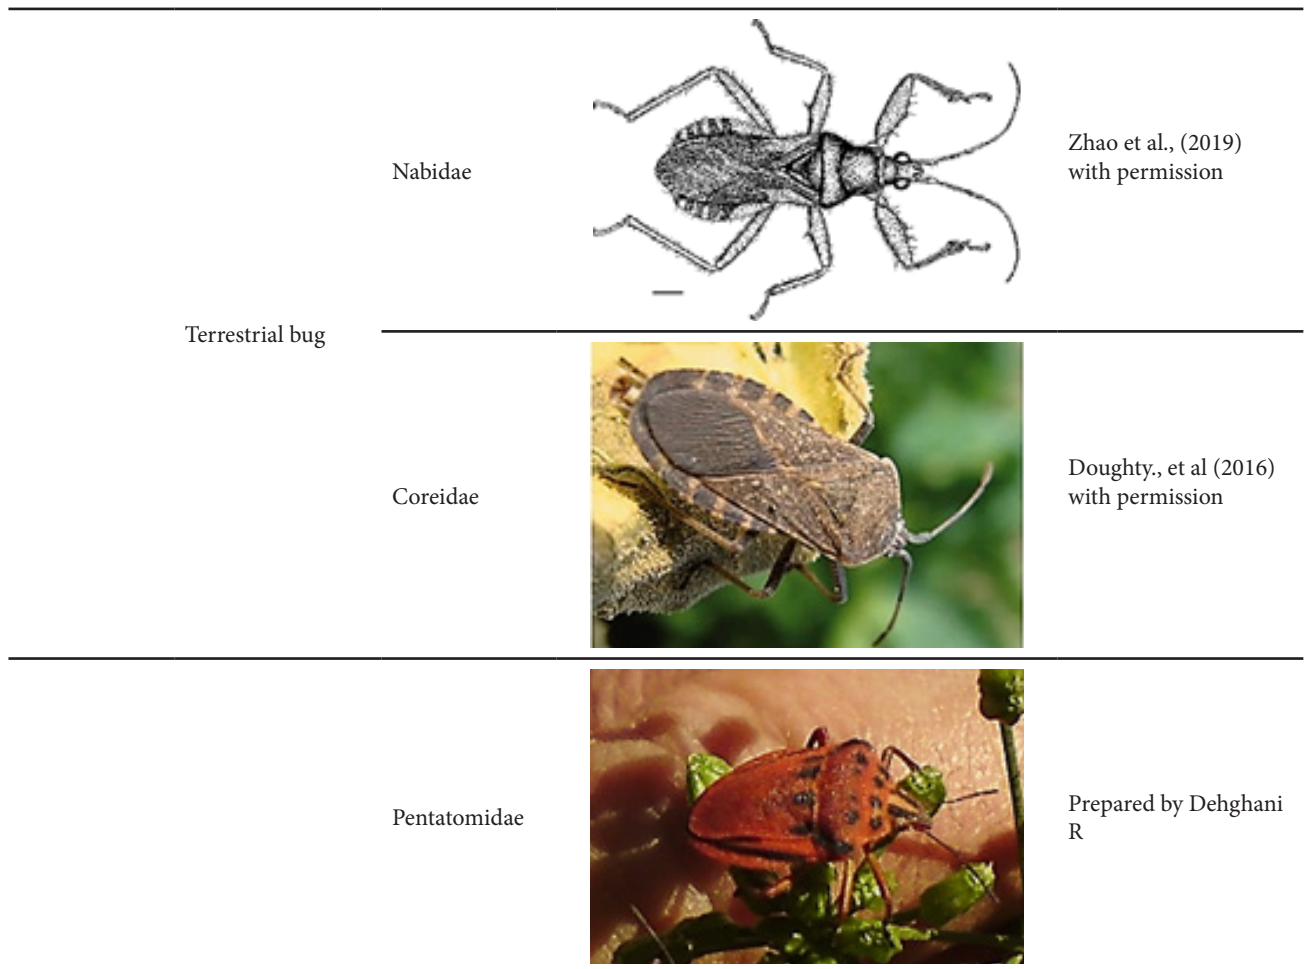 Nabidae
Zhao et al., (2019)
with permission
Terrestrial bug
Coreidae
Doughty., et al (2016)
with permission
Pentatomidae
Prepared by Dehghani
R